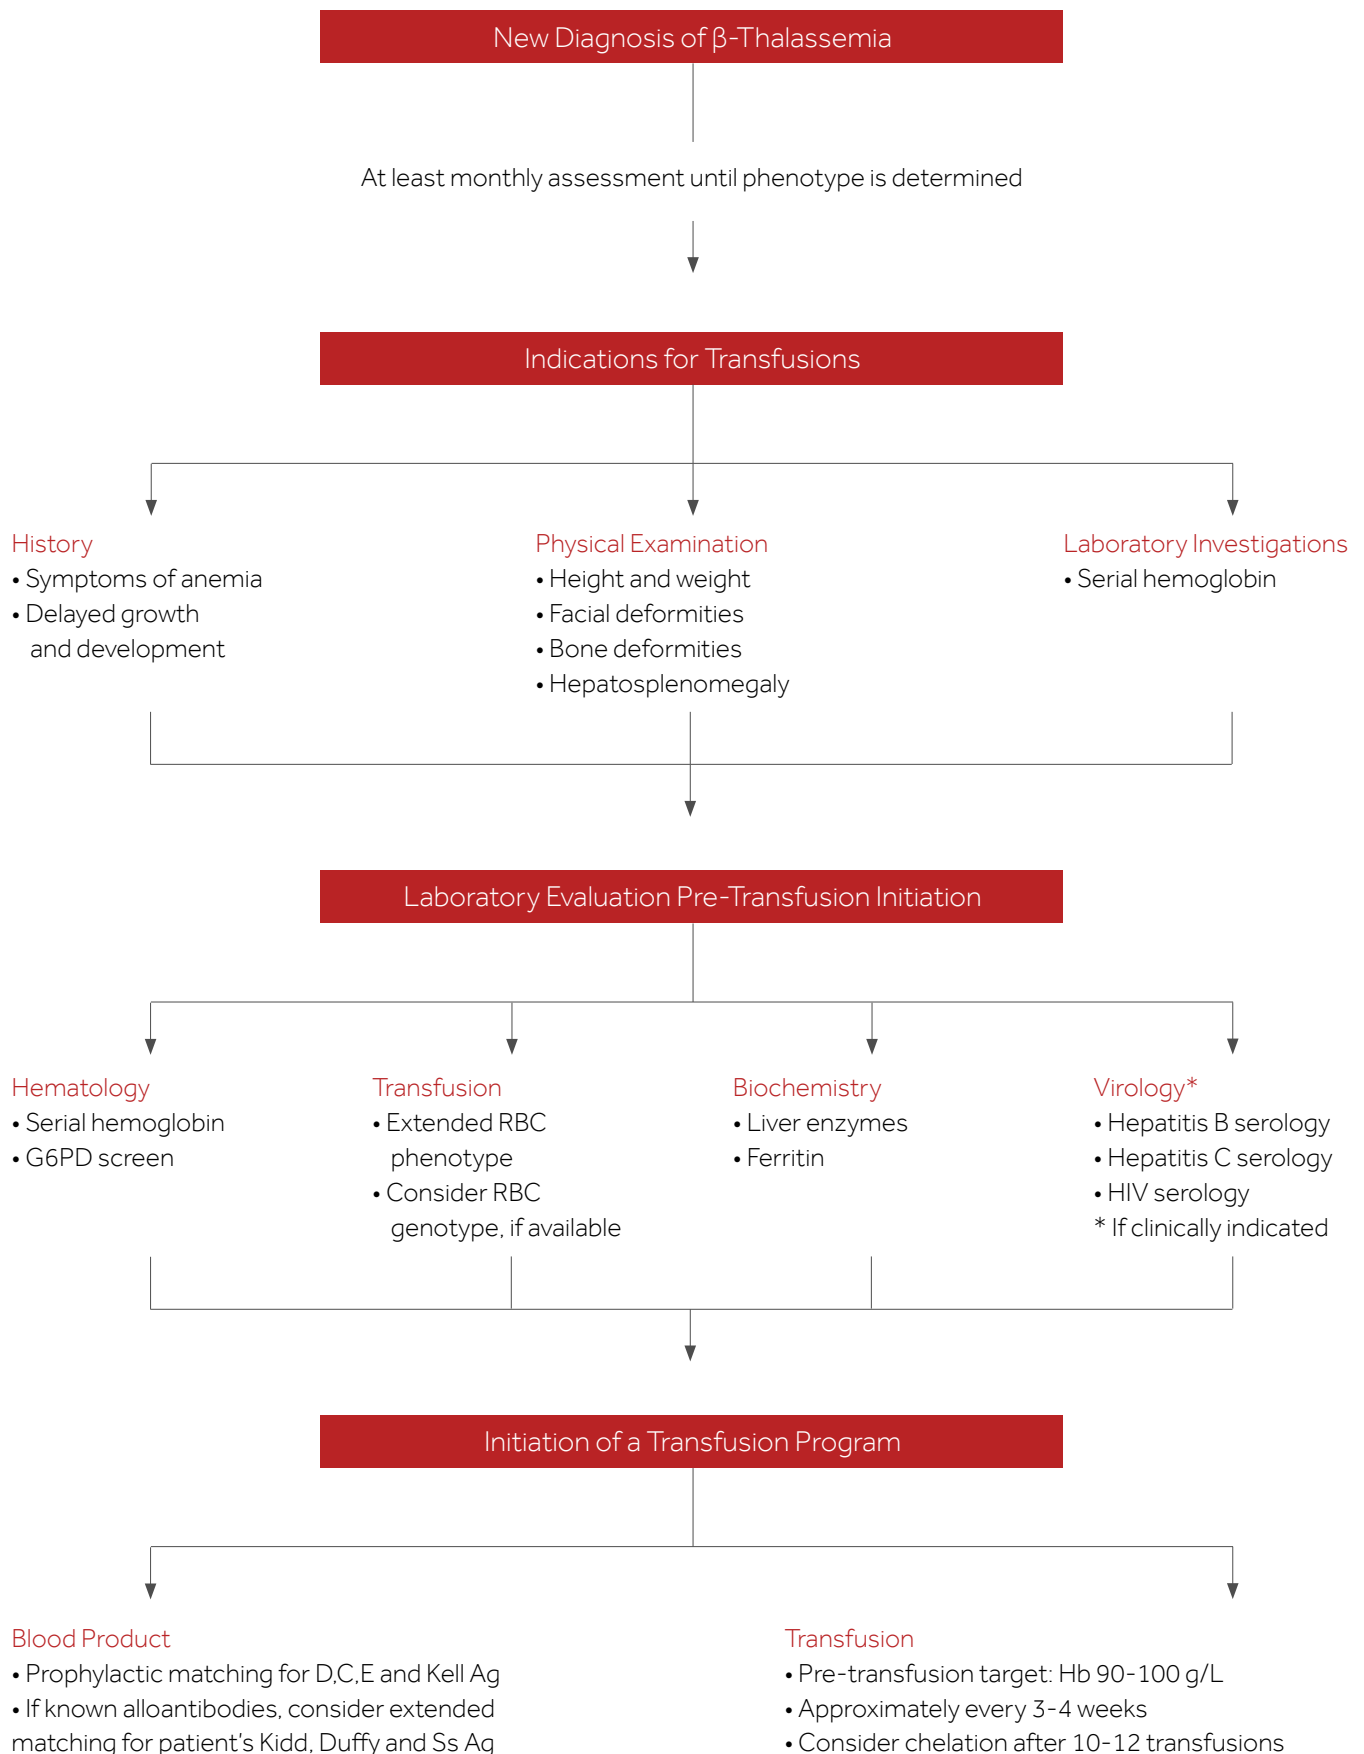 New Diagnosis of β-Thalassemia
At least monthly assessment until phenotype is determined
Indications for Transfusions
History
• Symptoms of anemia
• Delayed growth
and development
Physical Examination
• Height and weight
• Facial deformities
• Bone deformities
• Hepatosplenomegaly
Laboratory Investigations
• Serial hemoglobin
Laboratory Evaluation Pre-Transfusion Initiation
Hematology
• Serial hemoglobin
• G6PD screen
Transfusion
• Extended RBC
phenotype
• Consider RBC
genotype, if available
Biochemistry
• Liver enzymes
• Ferritin
Virology*
• Hepatitis B serology
• Hepatitis C serology
• HIV serology
* If clinically indicated
Initiation of a Transfusion Program
Blood Product
• Prophylactic matching for D,C,E and Kell Ag
• If known alloantibodies, consider extended
matching for patient's Kidd, Duffy and Ss Ag
Transfusion
• Pre-transfusion target: Hb 90-100 g/L
• Approximately every 3-4 weeks
• Consider chelation after 10-12 transfusions